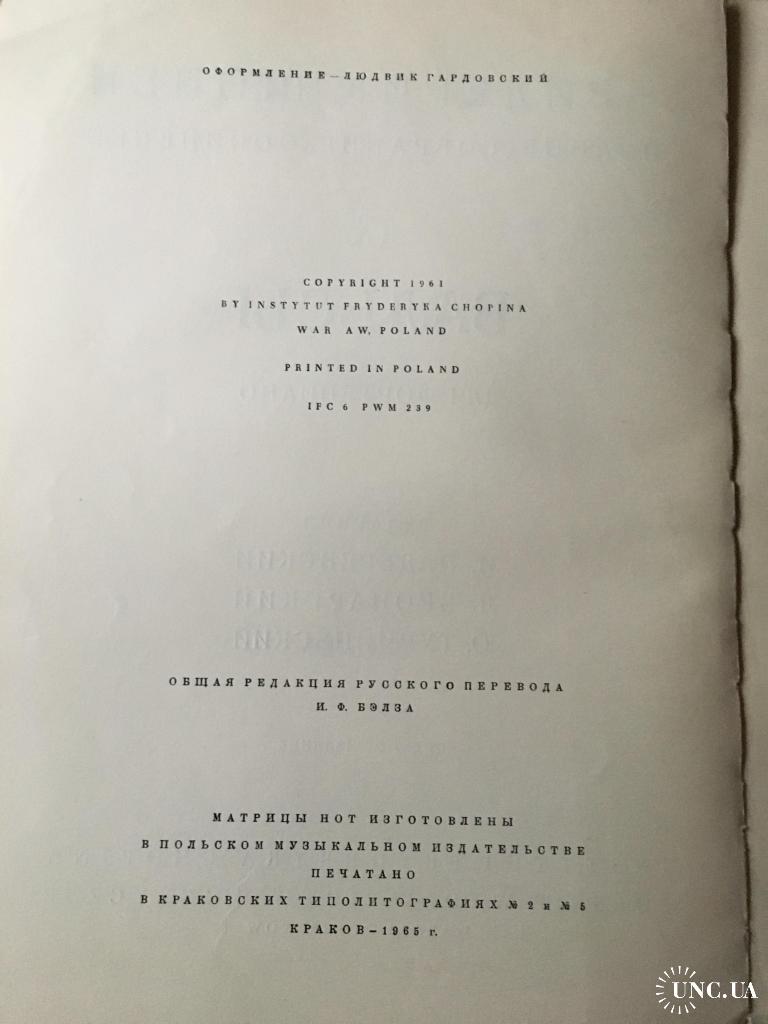 ОФОРМЛЕНИЕ – ЛЮДВИК ГАРДОВСКИЙ
COPYRIGHT 1961
BY INSTYTUT FRYDERYKA CHOPINA
WAR AW, POLAND
PRINTED IN POLAND
IFC 6 PWM 239
ОБЩАЯ РЕДАКЦИЯ РУССКОГО ПЕРЕВОДА
И. Ф. БЭЛЗА
МАТРИЦЫ НОТ ИЗГОТОВЛЕНЫ
В ПОЛЬСКОМ МУЗЫКАЛЬНОМ ИЗДАТЕЛЬСТВЕ
ПЕЧАТАНО
В КРАКОВСКИХ ТИПОЛИТОГРАФИЯХ № 2 и № 5
КРАКОВ – 1965 г.
UNC.UA